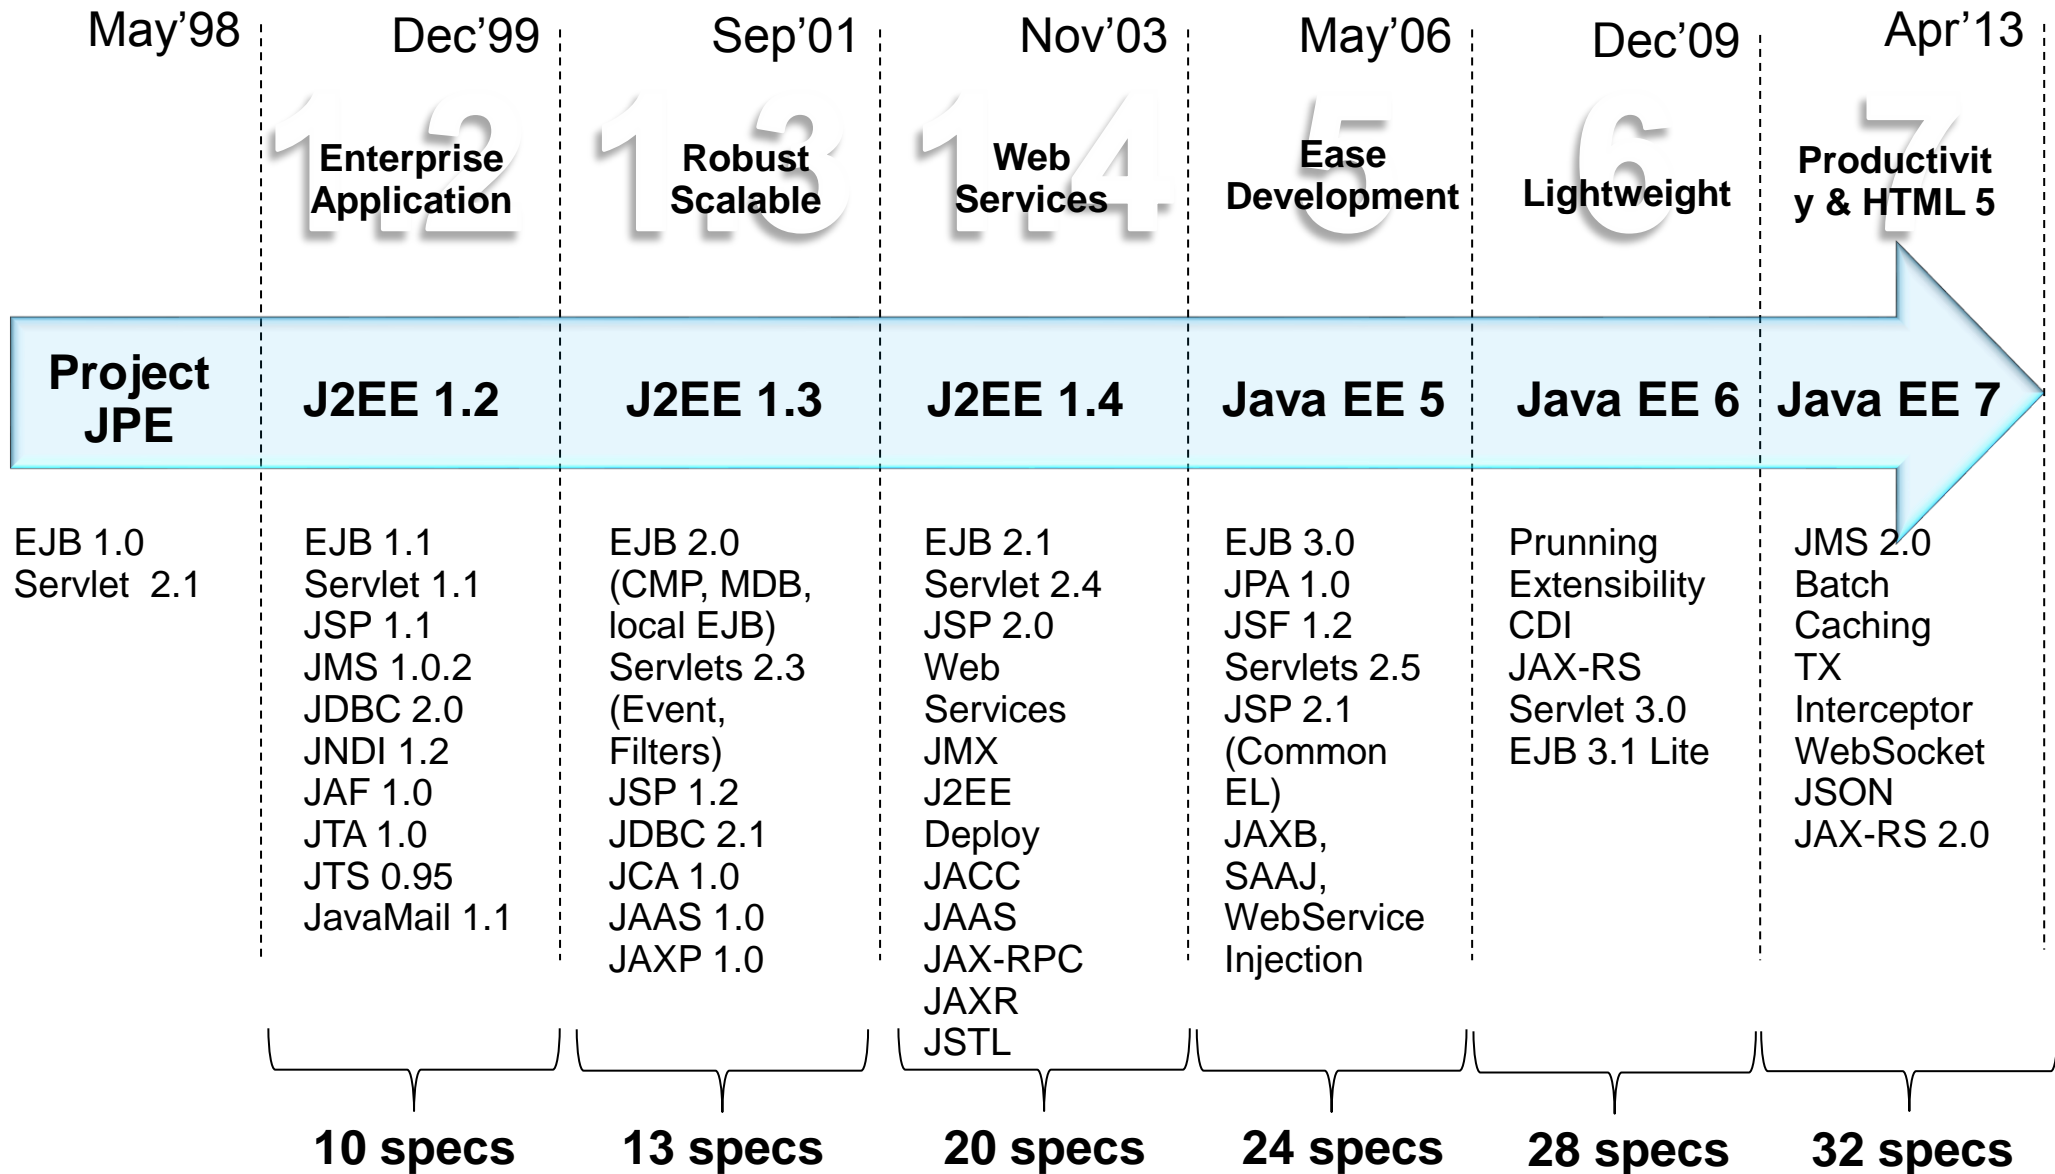 May’98
Dec’99
Sep’01
Nov’03
May’06
Dec’09
Apr’13
1.2
Enterprise
Application
1.3
Robust
Scalable
1.4
Web
Services
5
Ease
Development
6
Lightweight
7
Productivit
y & HTML 5
Project
JPE
J2EE 1.2
J2EE 1.3
J2EE 1.4
Java EE 5
Java EE 6
Java EE 7
EJB 1.0
Servlet 2.1
EJB 1.1
Servlet 1.1
JSP 1.1
JMS 1.0.2
JDBC 2.0
JNDI 1.2
JAF 1.0
JTA 1.0
JTS 0.95
JavaMail 1.1
EJB 2.0
(CMP, MDB,
local EJB)
Servlets 2.3
(Event,
Filters)
JSP 1.2
JDBC 2.1
JCA 1.0
JAAS 1.0
JAXP 1.0
EJB 2.1
Servlet 2.4
JSP 2.0
Web
Services
JMX
J2EE
Deploy
JACC
JAAS
JAX-RPC
JAXR
JSTL
EJB 3.0
JPA 1.0
JSF 1.2
Servlets 2.5
JSP 2.1
(Common
EL)
JAXB,
SAAJ,
WebService
Injection
Prunning
Extensibility
CDI
JAX-RS
Servlet 3.0
EJB 3.1 Lite
JMS 2.0
Batch
Caching
TX
Interceptor
WebSocket
JSON
JAX-RS 2.0
10 specs
13 specs
20 specs
24 specs
28 specs
32 specs